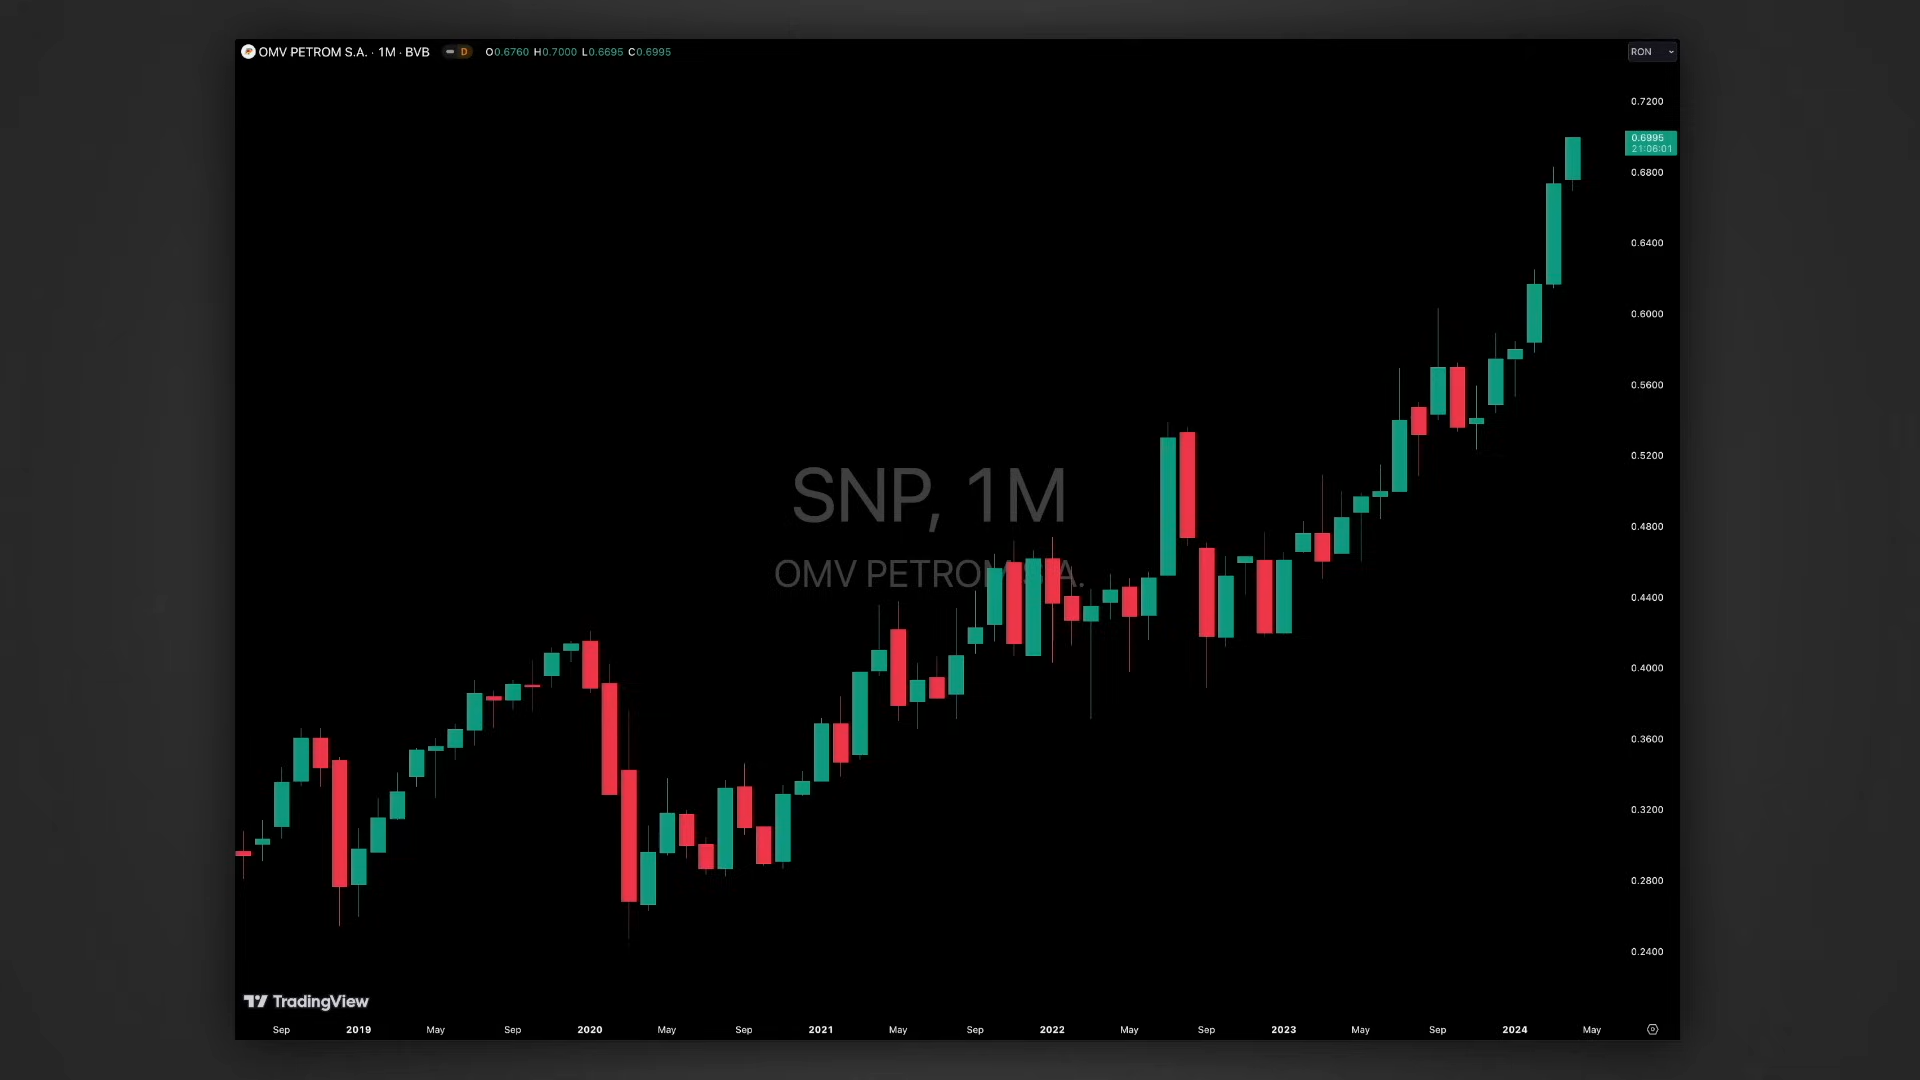 OMV PETROM S.A. · 1M · BVB D O0.6760 H0.7000 L0.6695 C0.6995
RON
0.7200
0.6995
21:06:01
0.6800
0.6400
0.6000
0.5600
0.5200
SNP, 1M
0.4800
OMV PETROM S.A.
0.4400
0.4000
0.3600
0.3200
0.2800
0.2400
TradingView
Sep 2019 May Sep 2020 May Sep 2021 May Sep 2022 May Sep 2023 May Sep 2024 May